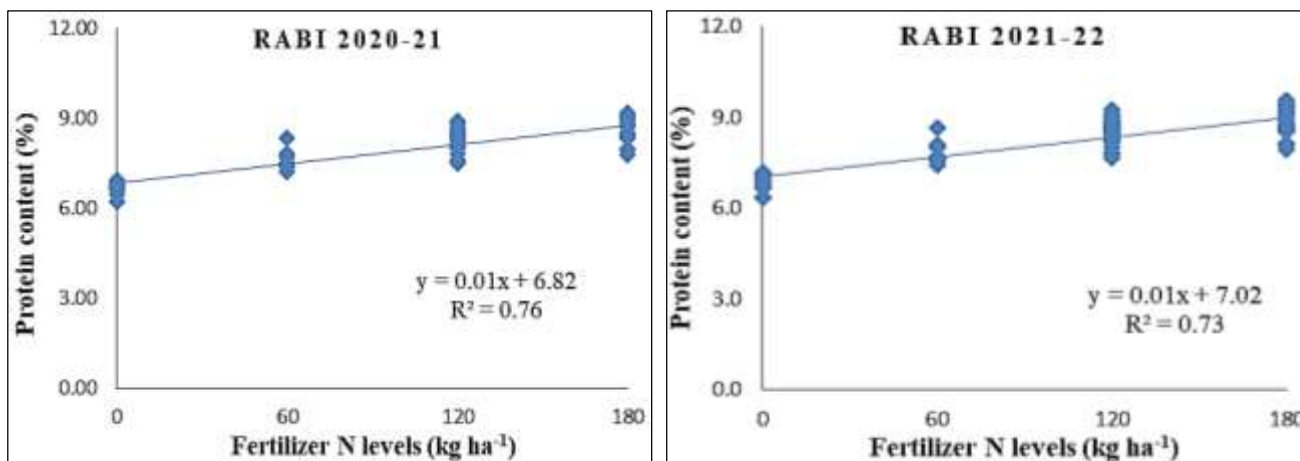 RABI 2020-21
Protein content (%)
12.00
9.00
6.00
3.00
0.00
y = 0.01x + 6.82
R² = 0.76
0 60 120 180
Fertilizer N levels (kg ha⁻¹)
RABI 2021-22
Protein content (%)
12.0
9.0
6.0
3.0
0.0
y = 0.01x + 7.02
R² = 0.73
0 60 120 180
Fertilizer N levels (kg ha⁻¹)